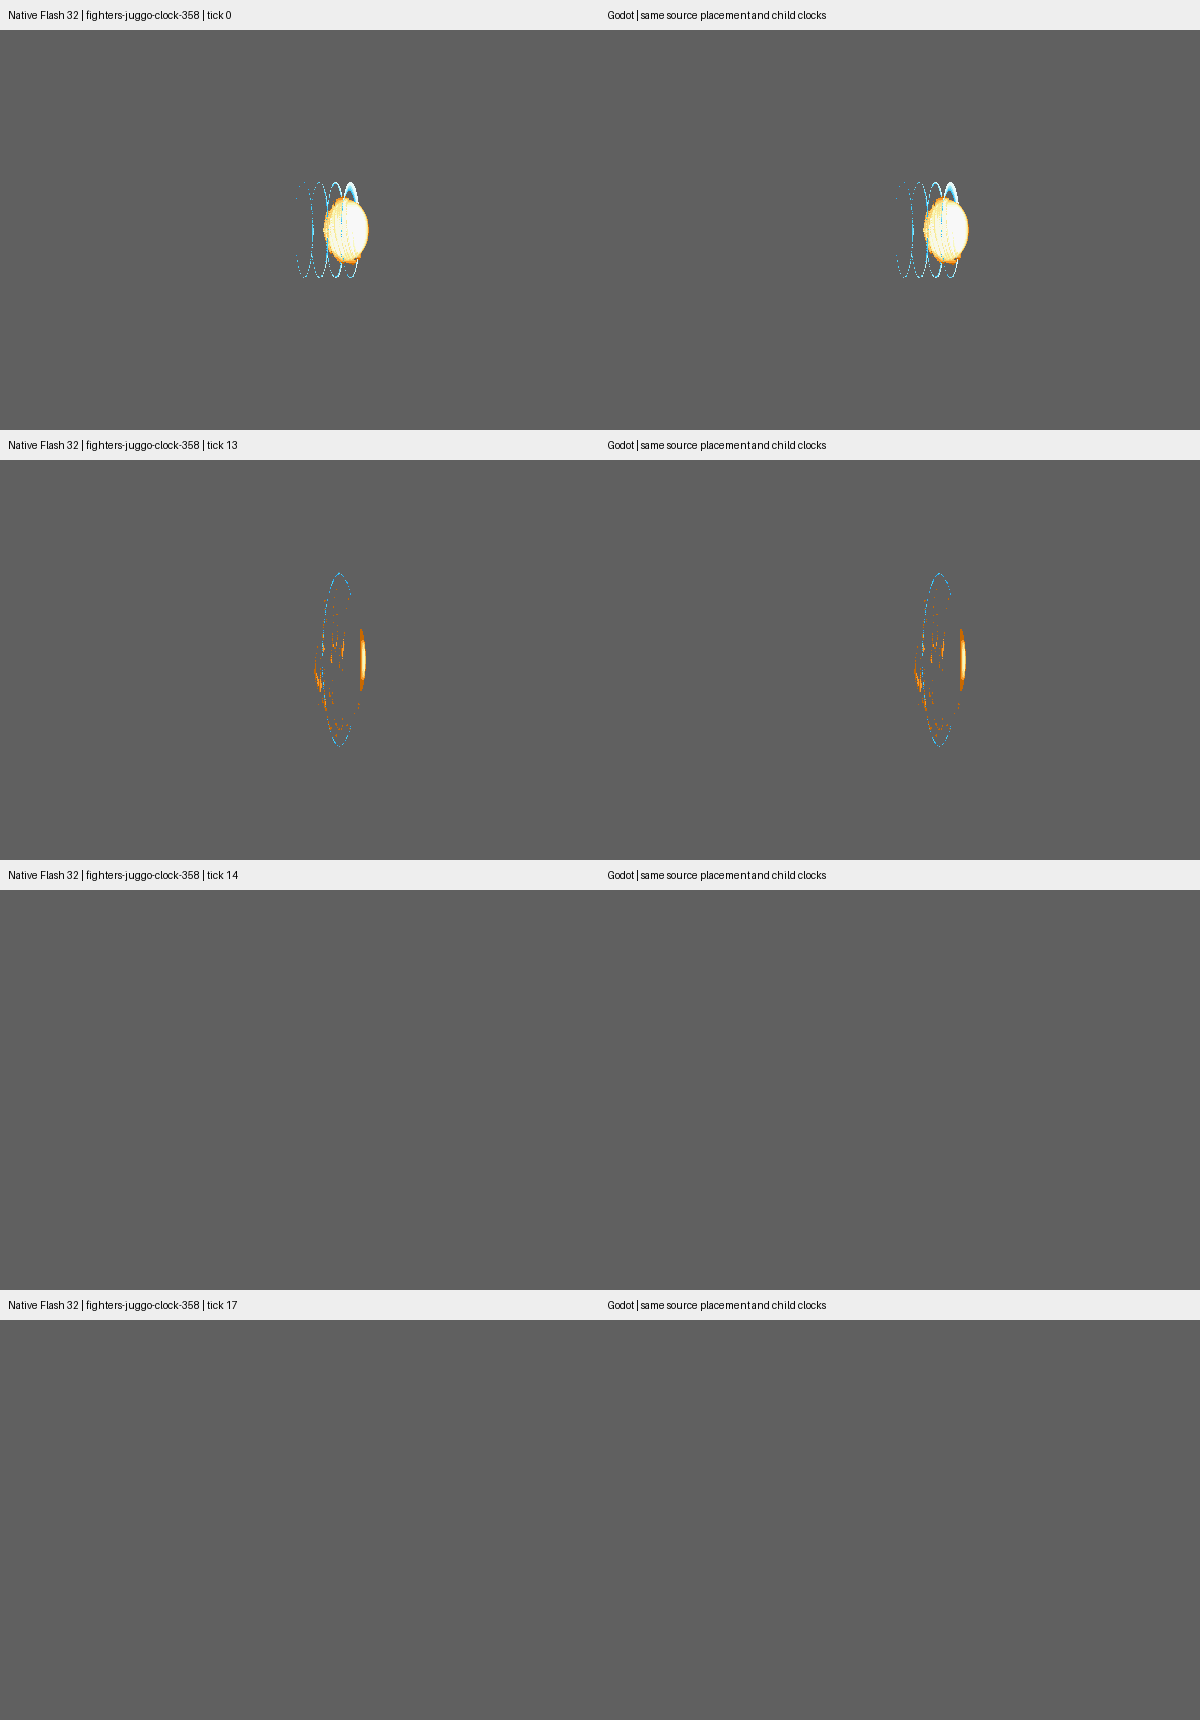 Native Flash 32 | fighters-juggo-clock-358 | tick 0
Godot | same source placement and child clocks
Native Flash 32 | fighters-juggo-clock-358 | tick 13
Godot | same source placement and child clocks
Native Flash 32 | fighters-juggo-clock-358 | tick 14
Godot | same source placement and child clocks
Native Flash 32 | fighters-juggo-clock-358 | tick 17
Godot | same source placement and child clocks